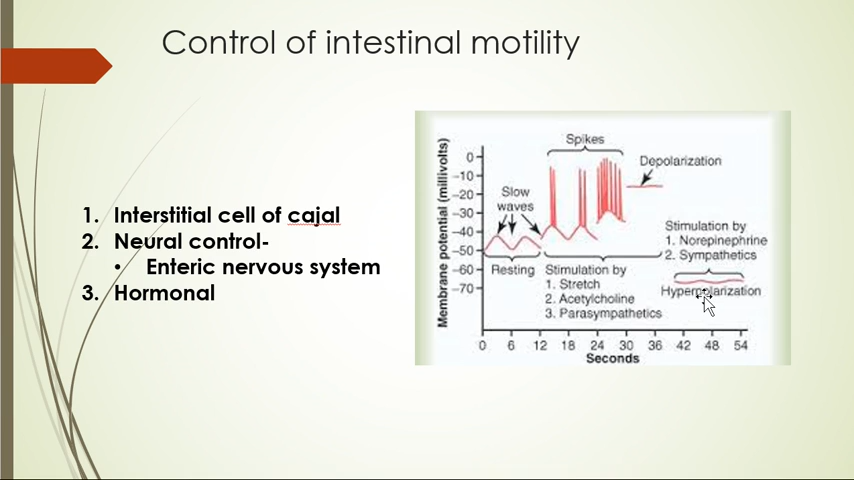 Control of intestinal motility
1. Interstitial cell of cajal
2. Neural control-
• Enteric nervous system
3. Hormonal
Membrane potential (millivolts)
0
−10
−20
−30
−40
−50
−60
−70
Spikes
Slow
waves
Depolarization
Resting
Stimulation by
1. Stretch
2. Acetylcholine
3. Parasympathetics
Stimulation by
1. Norepinephrine
2. Sympathetics
Hyperpolarization
0 6 12 18 24 30 36 42 48 54
Seconds